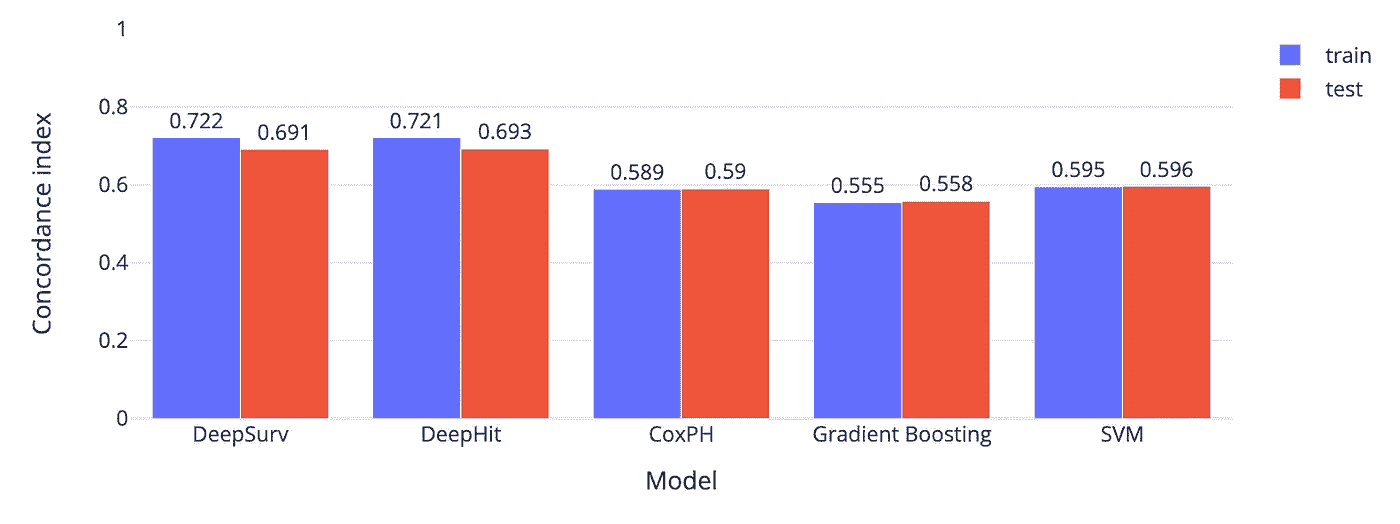 1
0.8
0.6
0.4
0.2
0
Concordance index
0.722
0.691
0.721
0.693
0.589
0.59
0.555
0.558
0.595
0.596
DeepSurv
DeepHit
CoxPH
Gradient Boosting
SVM
Model
train
test